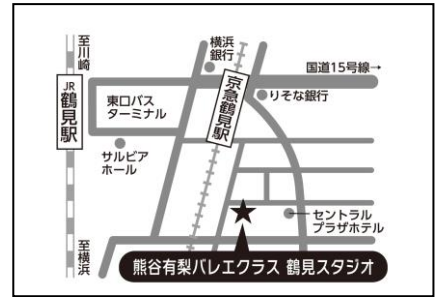 至川崎
JR
鶴見駅
至横浜
東口バス
ターミナル
サルビア
ホール
横浜
銀行
京急鶴見駅
国道15号線→
りそな銀行
セントラル
プラザホテル
熊谷有梨バレエクラス 鶴見スタジオ